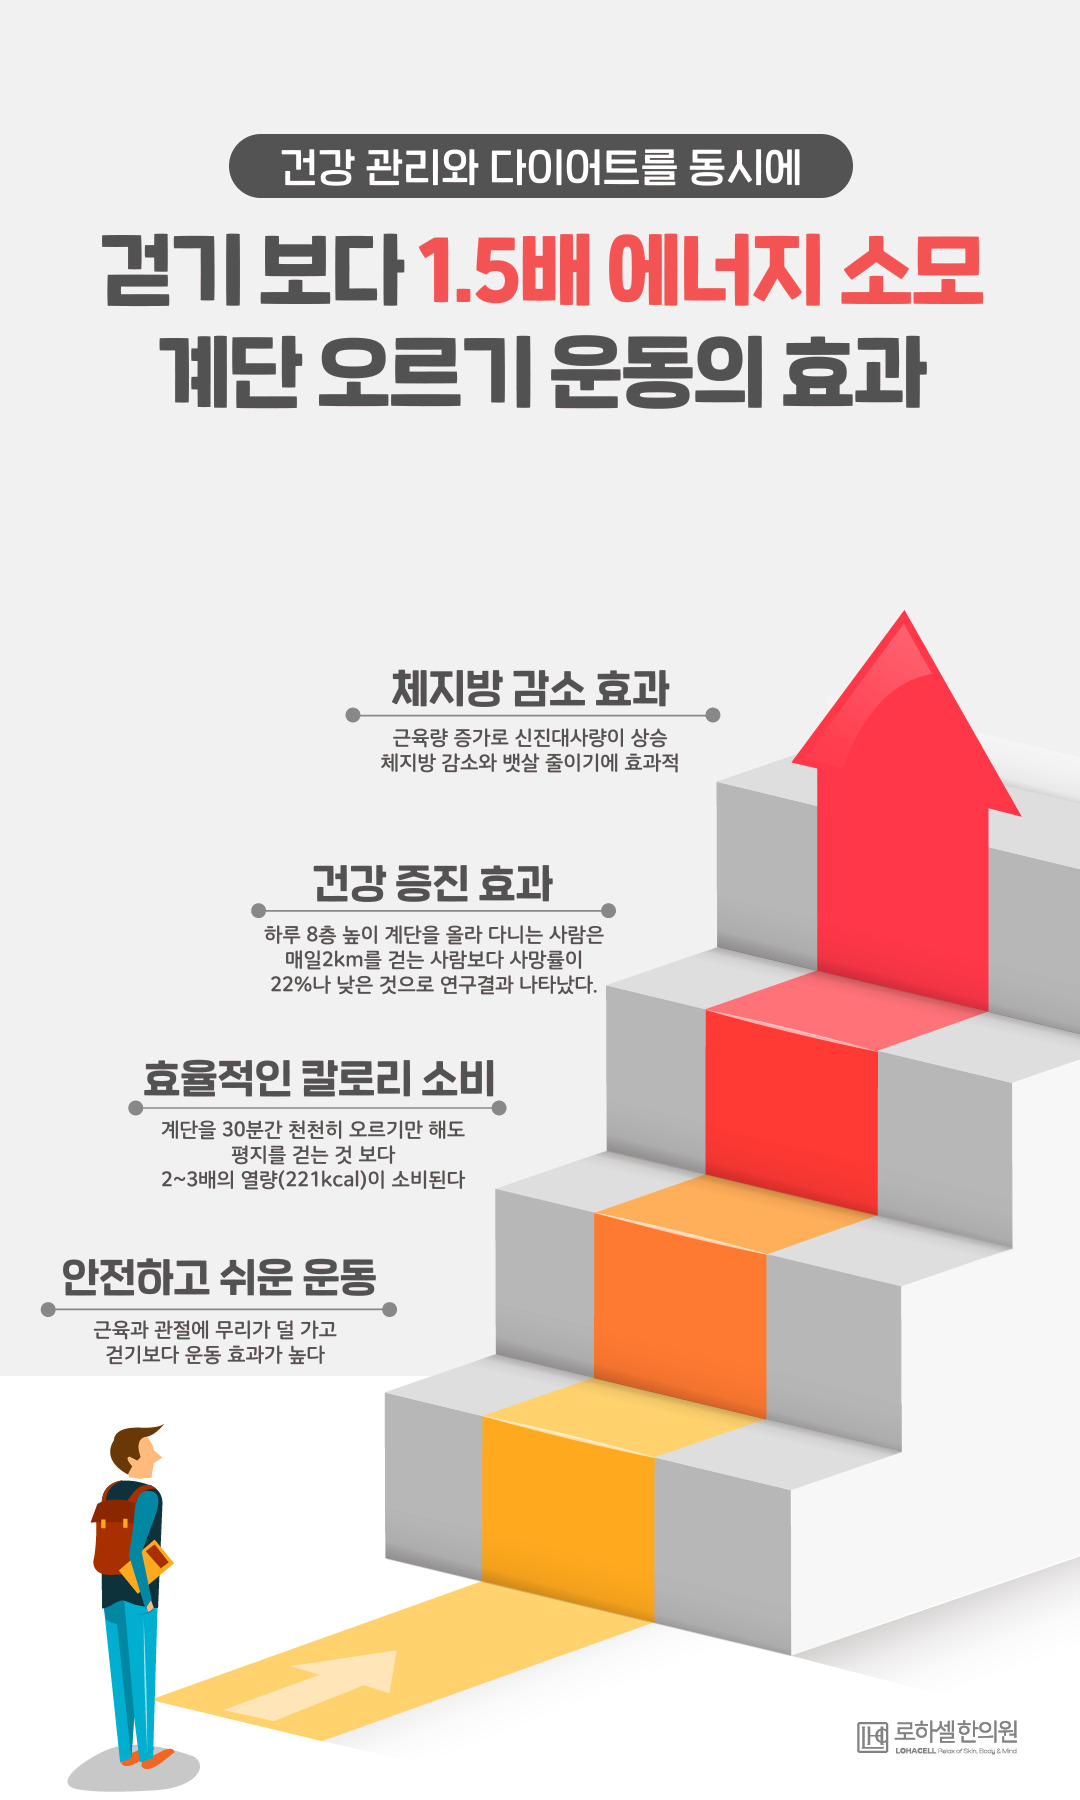 건강 관리와 다이어트를 동시에
걷기 보다 1.5배 에너지 소모
계단 오르기 운동의 효과
체지방 감소 효과
근육량 증가로 신진대사량이 상승
체지방 감소와 뱃살 줄이기에 효과적
건강 증진 효과
하루 8층 높이 계단을 올라 다니는 사람은
매일2km를 걷는 사람보다 사망률이
22%나 낮은 것으로 연구결과 나타났다.
효율적인 칼로리 소비
계단을 30분간 천천히 오르기만 해도
평지를 걷는 것 보다
2~3배의 열량(221kcal)이 소비된다
안전하고 쉬운 운동
근육과 관절에 무리가 덜 가고
걷기보다 운동 효과가 높다
로하셀한의원
LOHACELL Relax of Skin, Body & Mind